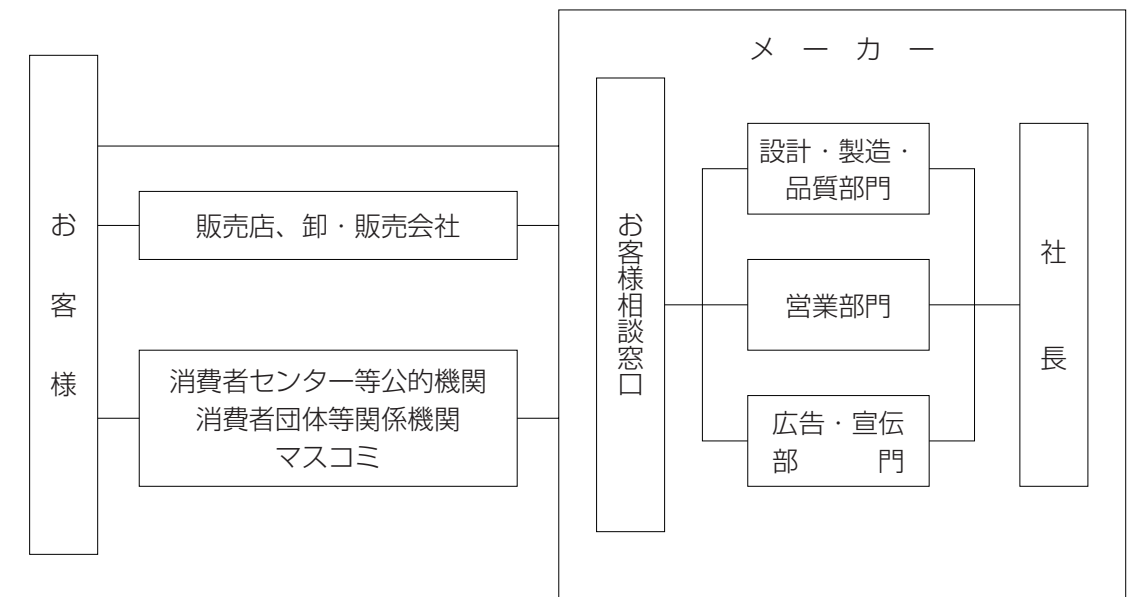 メーカー
お客様
販売店、卸・販売会社
消費者センター等公的機関
消費者団体等関係機関
マスコミ
お客様相談窓口
設計・製造・
品質部門
営業部門
広告・宣伝
部門
社長